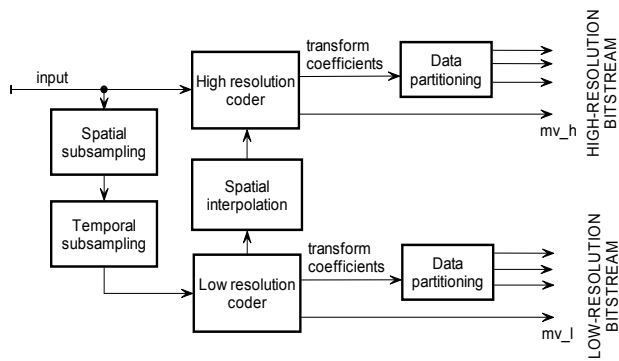 input
Spatial
subsampling
Temporal
subsampling
High resolution
coder
transform
coefficients
Data
partitioning
mv_h
HIGH-RESOLUTION
BITSTREAM
Spatial
interpolation
Low resolution
coder
transform
coefficients
Data
partitioning
mv_l
LOW-RESOLUTION
BITSTREAM